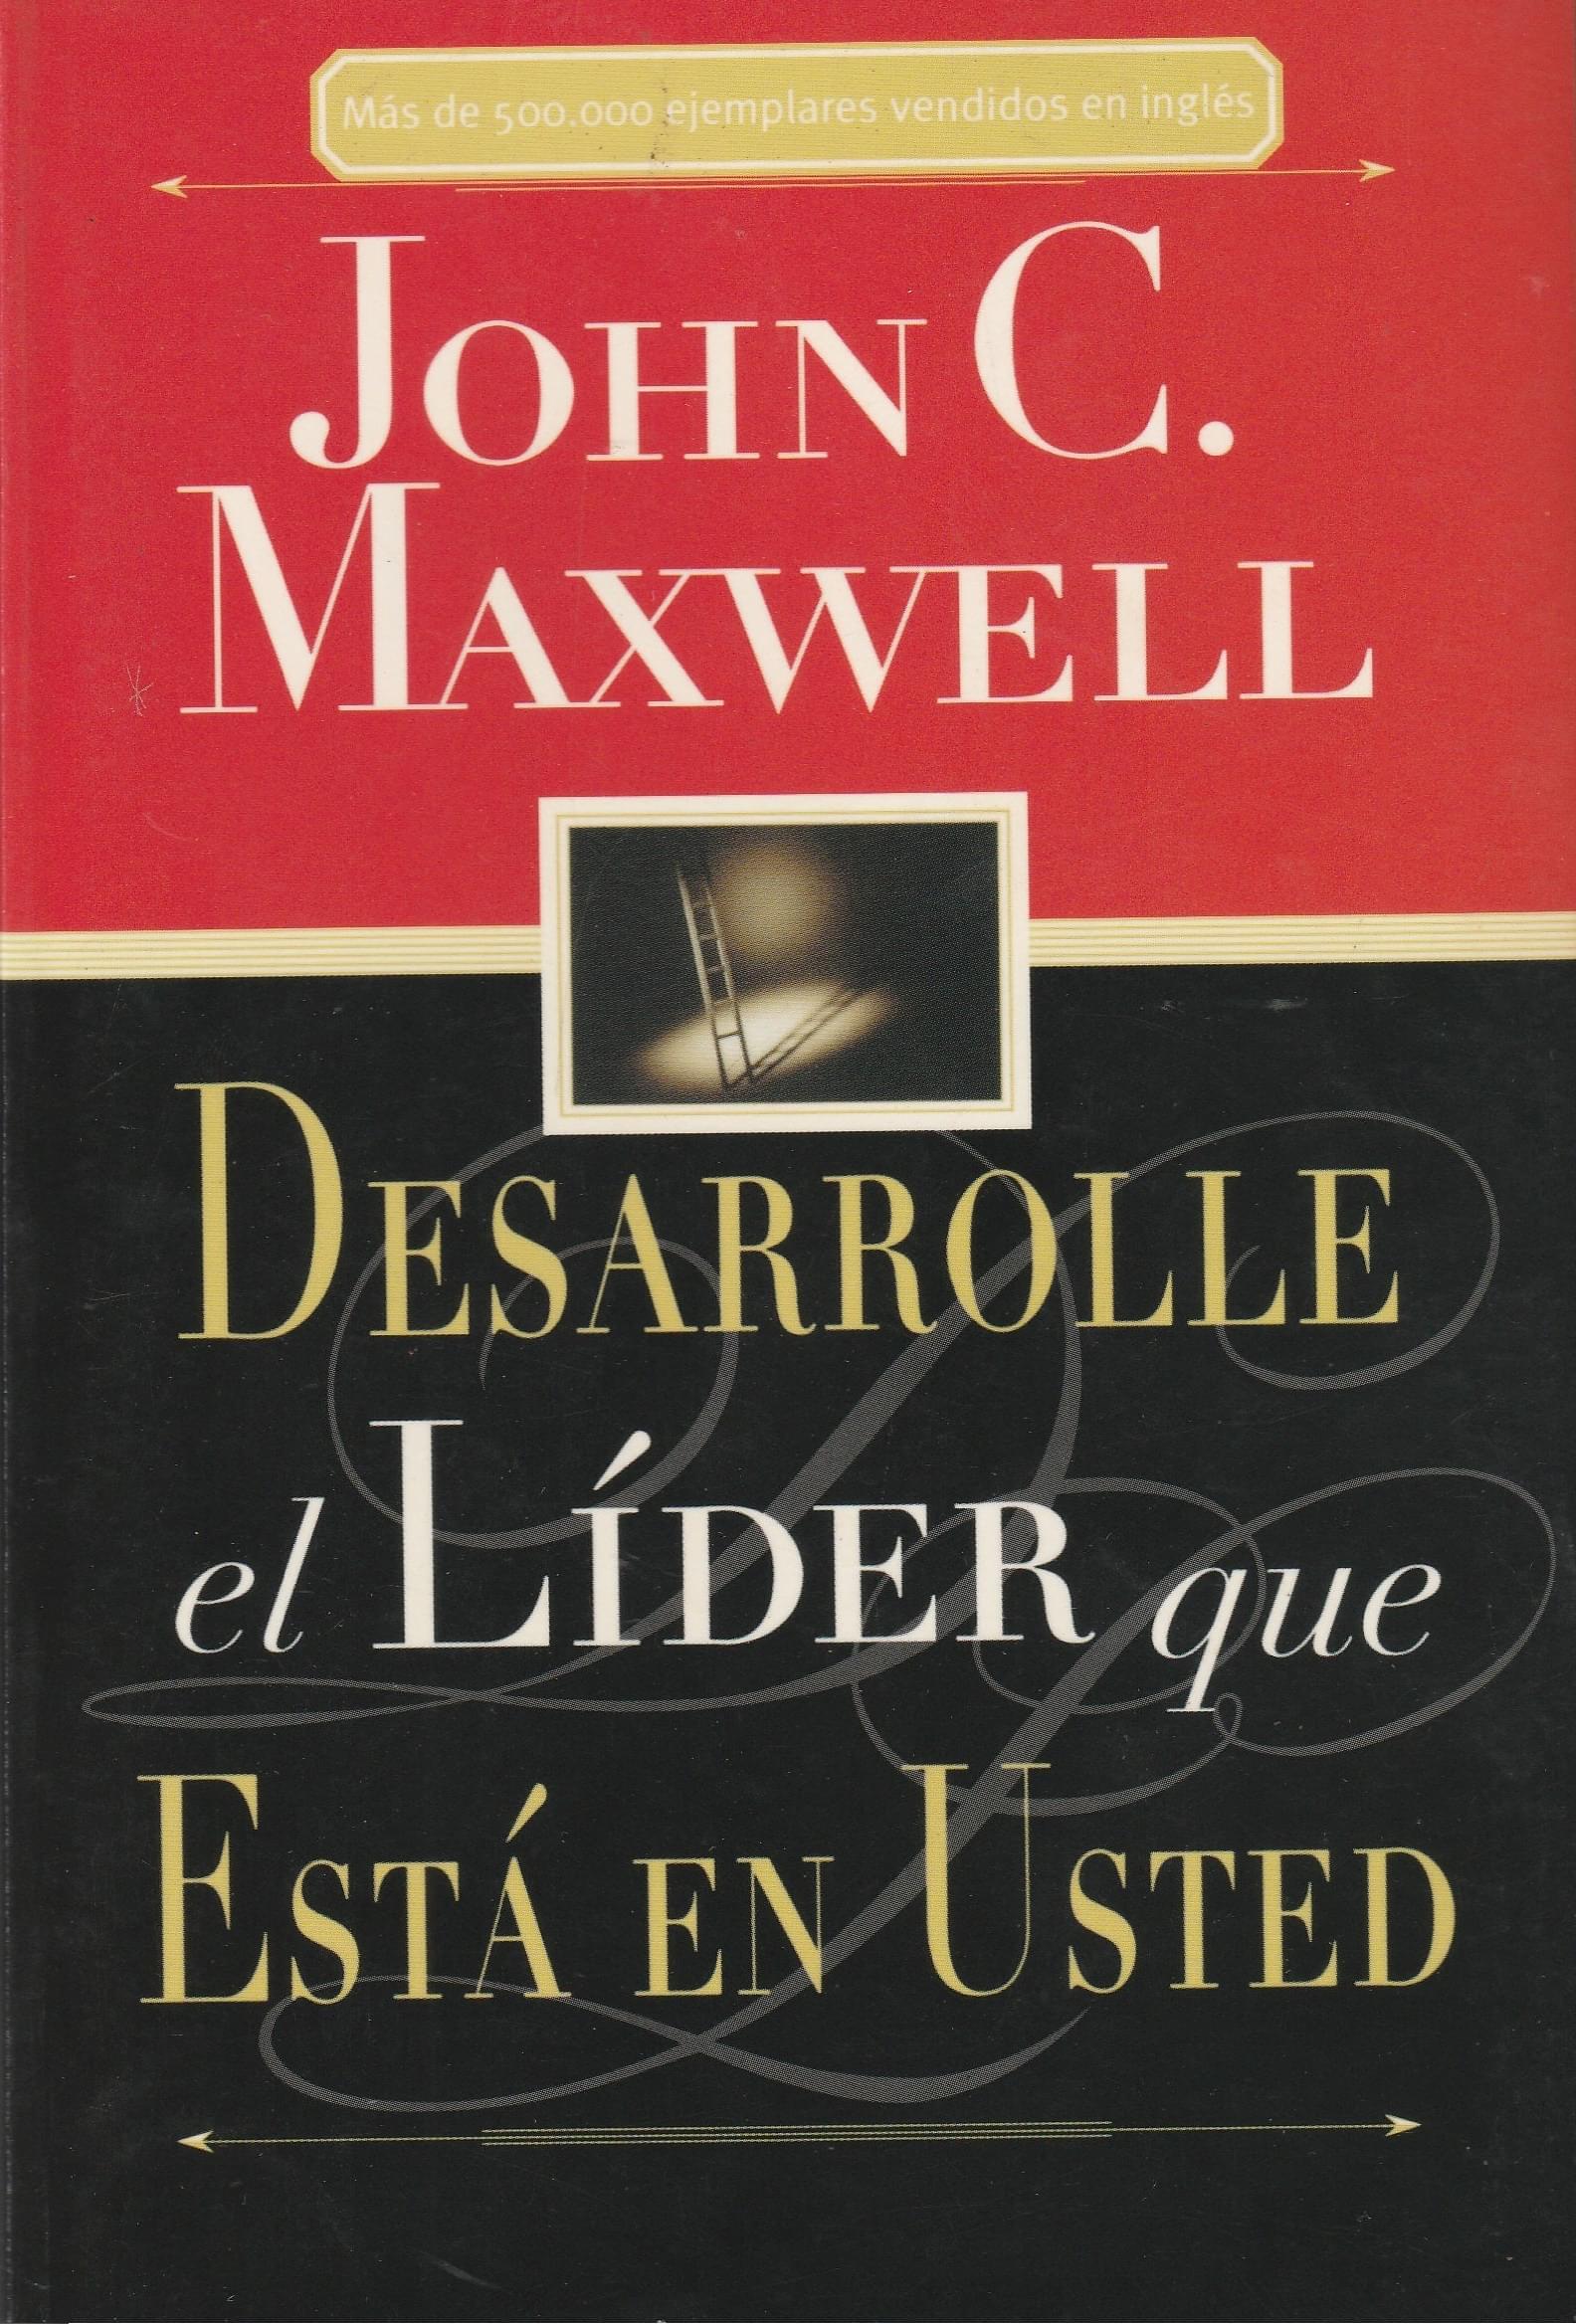 Más de 500.000 ejemplares vendidos en inglés
JOHN C.
MAXWELL
DESARROLLE
el LÍDER que
ESTÁ EN USTED